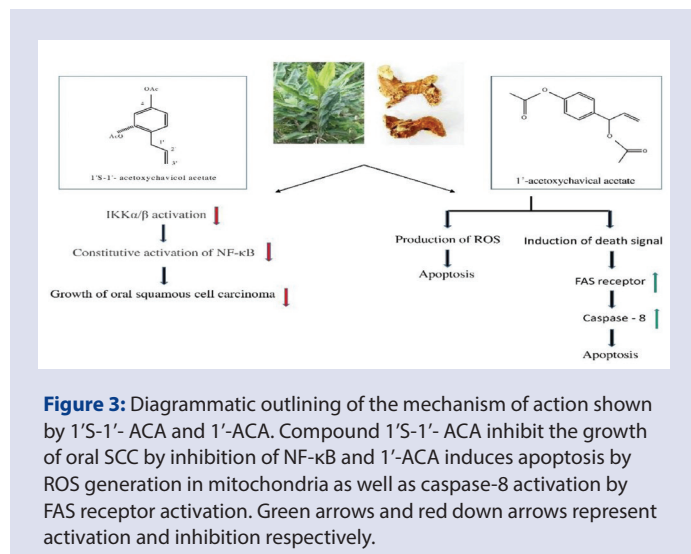 OAc
4
AcO
1'
2'
3'
1'S-1'- acetoxychavicol acetate
O
O
O
O
1'-acetoxychavical acetate
IKKα/β activation
Constitutive activation of NF-κB
Growth of oral squamous cell carcinoma
Production of ROS
Apoptosis
Induction of death signal
FAS receptor
Caspase - 8
Apoptosis
Figure 3: Diagrammatic outlining of the mechanism of action shown
by 1’S-1’- ACA and 1’-ACA. Compound 1’S-1’- ACA inhibit the growth
of oral SCC by inhibition of NF-κB and 1’-ACA induces apoptosis by
ROS generation in mitochondria as well as caspase-8 activation by
FAS receptor activation. Green arrows and red down arrows represent
activation and inhibition respectively.